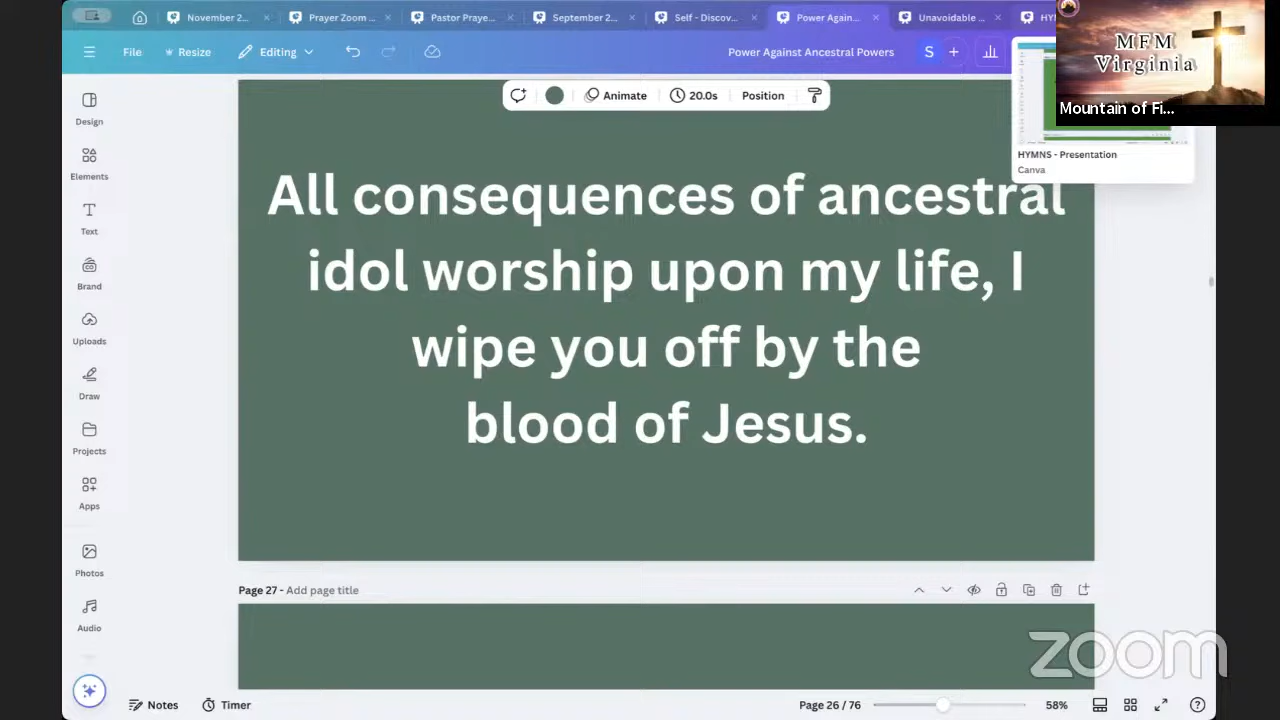 November 2...
Prayer Zoom ...
Pastor Praye...
September 2...
Self - Discov...
Power Again...
Unavoidable ...
File
Resize
Editing
Power Against Ancestral Powers
S
MFM
Virginia
Mountain of Fi...
HYMNS - Presentation
Canva
Animate
20.0s
Position
Design
Elements
Text
Brand
Uploads
Draw
Projects
Apps
Photos
Audio
All consequences of ancestral
idol worship upon my life, I
wipe you off by the
blood of Jesus.
Page 27 - Add page title
zoom
Notes
Timer
Page 26 / 76
58%